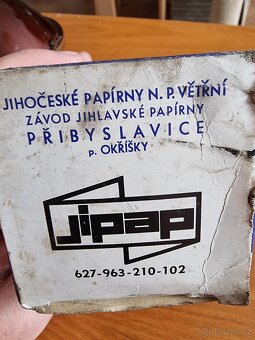 JIHOČESKÉ PAPÍRNY N. P. VĚTŘNÍ
ZÁVOD JIHLAVSKÉ PAPÍRNY
PŘIBYSLAVICE
p. OKŘÍŠKY
jipap
627-963-210-102